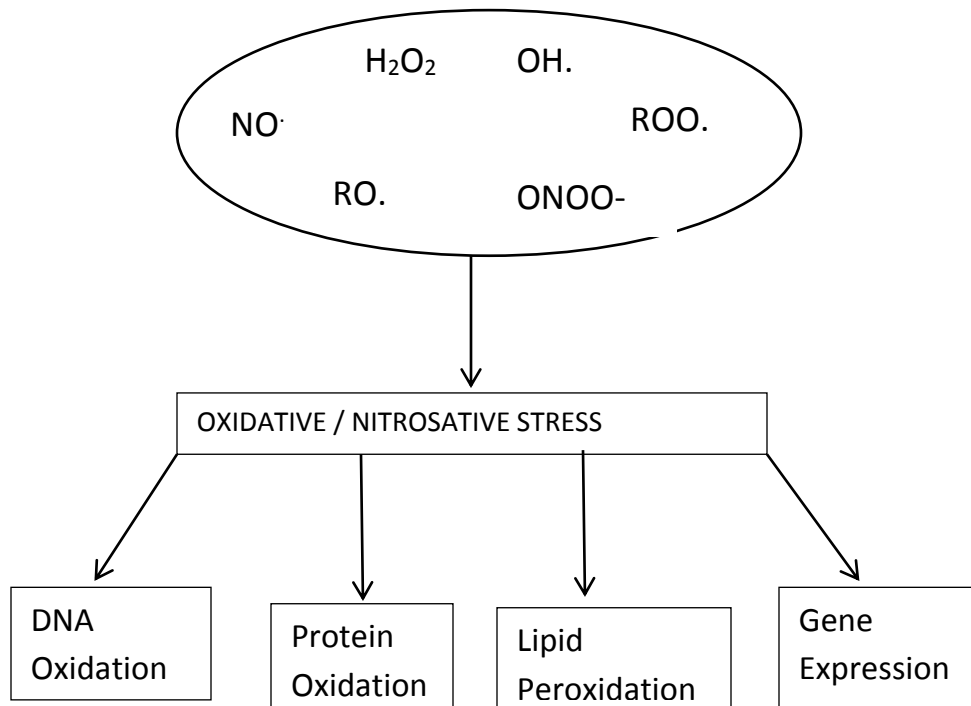 H₂O₂ OH.
NO· ROO.
RO. ONOO-
OXIDATIVE / NITROSATIVE STRESS
DNA
Oxidation
Protein
Oxidation
Lipid
Peroxidation
Gene
Expression